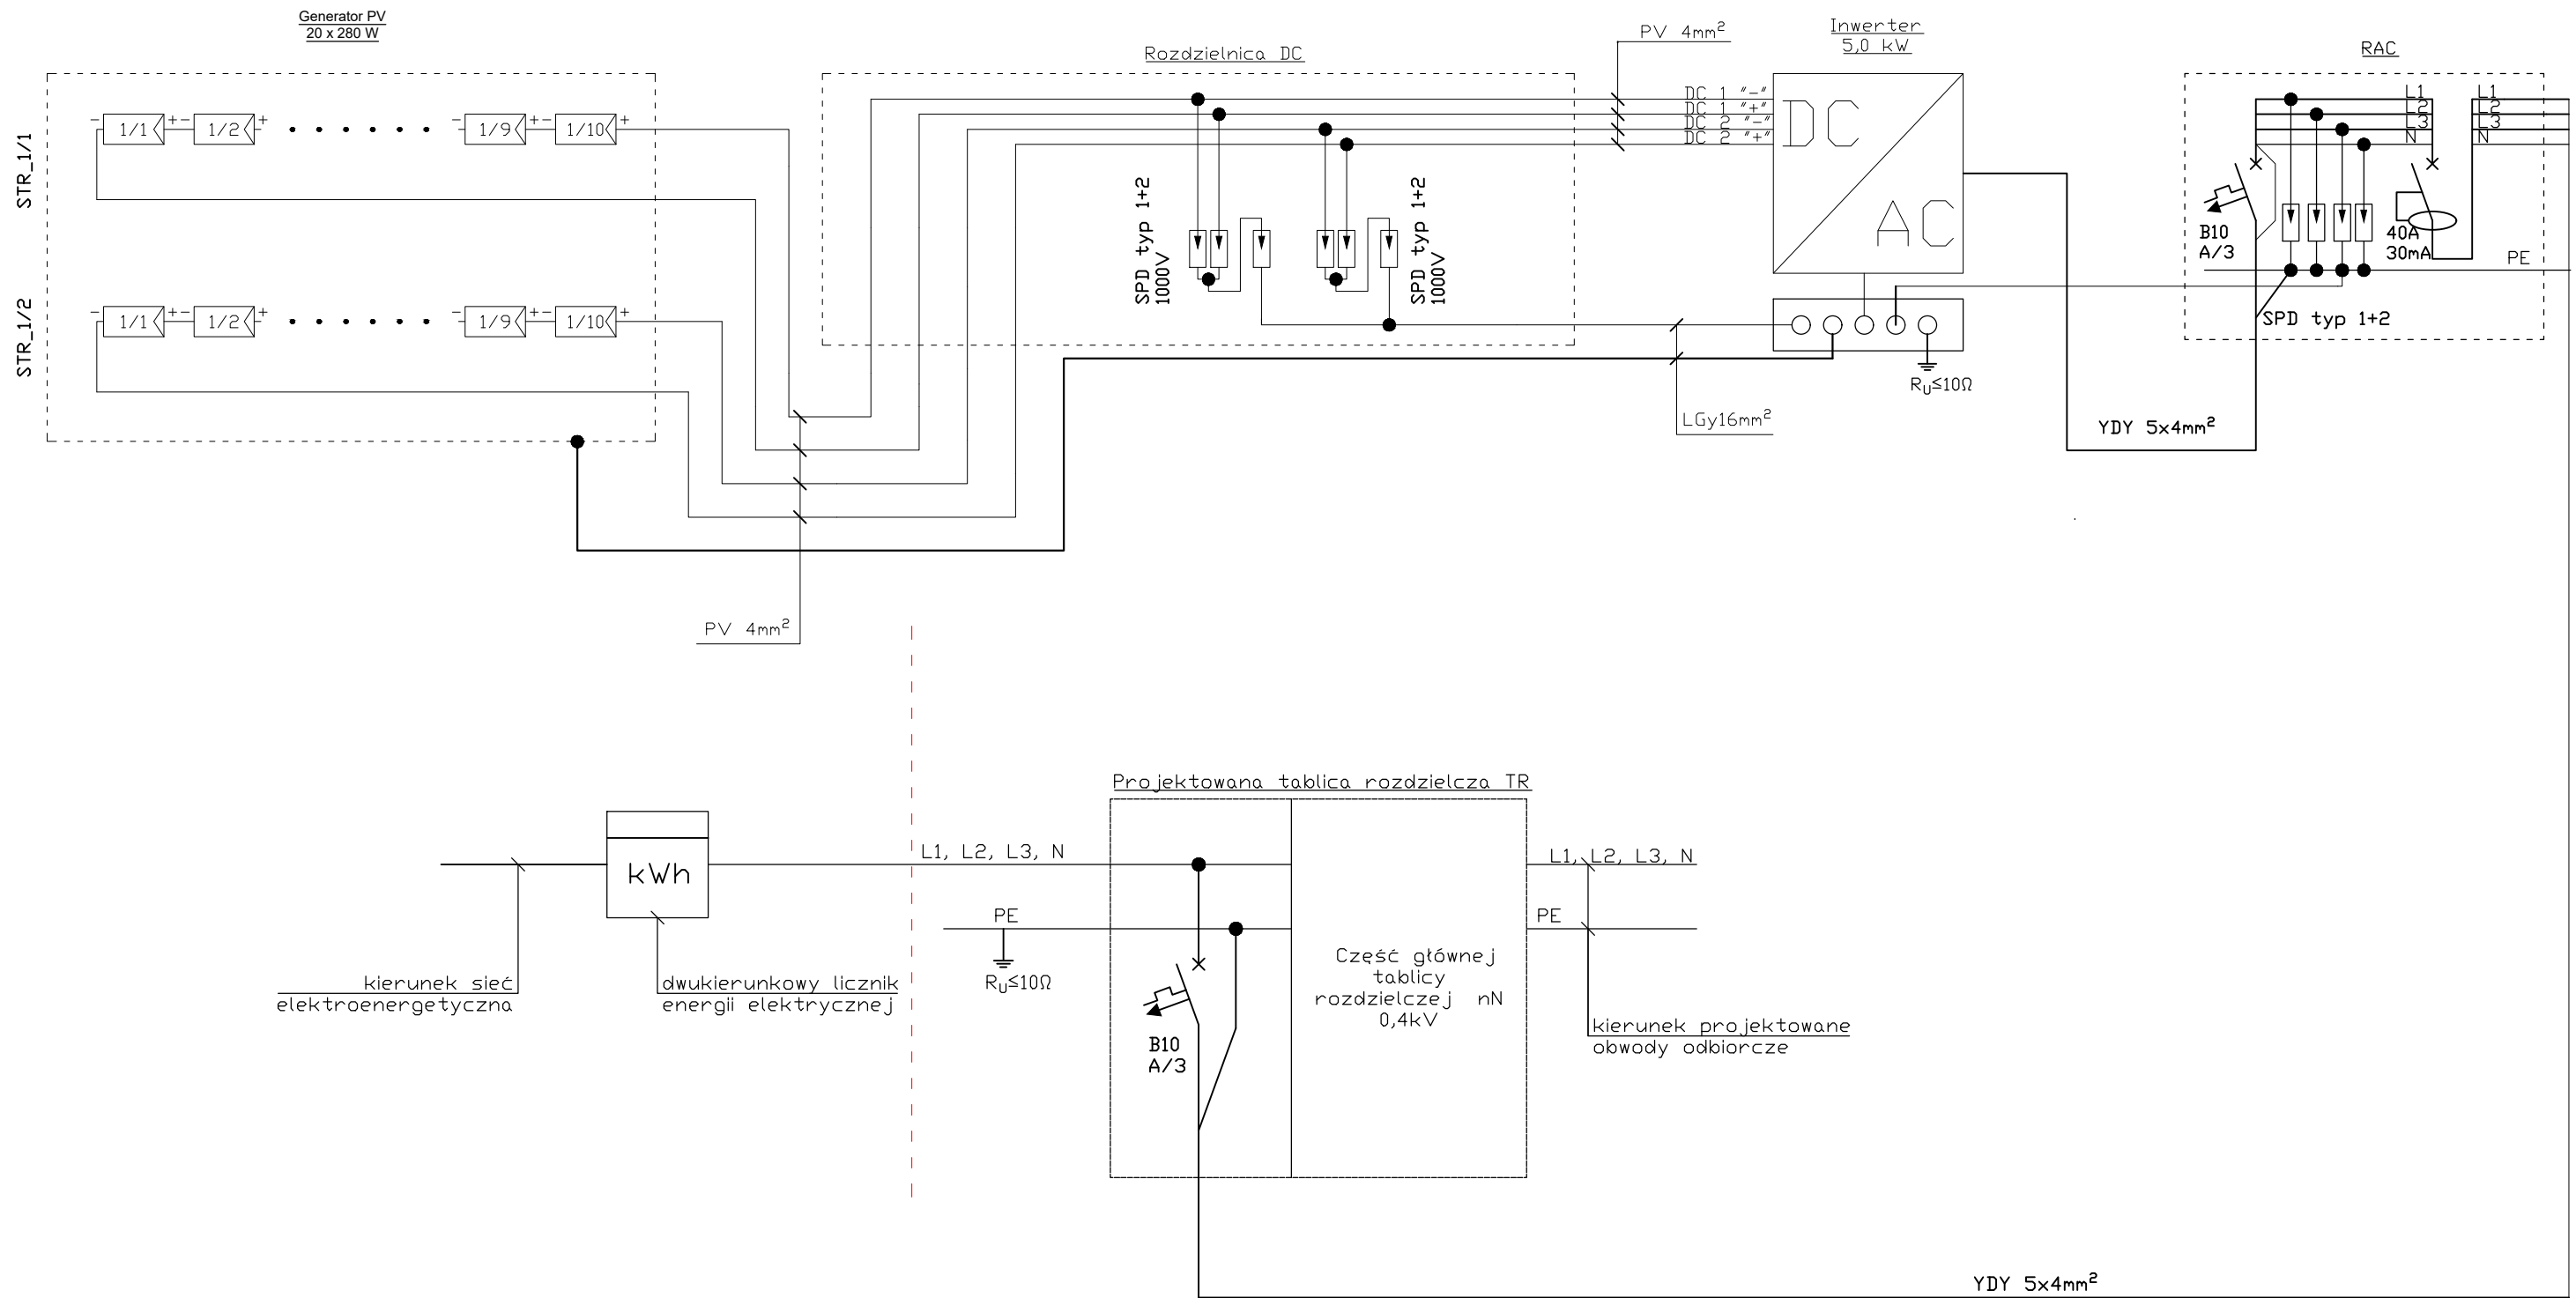 Generator PV
20 x 280 W
STR_1/1
- 1/1 + - 1/2 + - 1/9 + - 1/10 +
STR_1/2
- 1/1 + - 1/2 + - 1/9 + - 1/10 +
PV 4mm²
Rozdzielnica DC
SPD typ 1+2
1000V
SPD typ 1+2
1000V
PV 4mm²
DC 1 "-"
DC 1 "+"
DC 2 "-"
DC 2 "+"
LGy16mm²
Inwerter
5,0 kW
DC
AC
RU≤10Ω
YDY 5x4mm²
RAC
L1
L2
L3
N
L1
L2
L3
N
B10
A/3
40A
30mA
PE
SPD typ 1+2
kWh
kierunek sieć
elektroenergetyczna
dwukierunkowy licznik
energii elektrycznej
Projektowana tablica rozdzielcza TR
L1, L2, L3, N
PE
RU≤10Ω
B10
A/3
Część głównej
tablicy
rozdzielczej nN
0,4kV
L1, L2, L3, N
PE
kierunek projektowane
obwody odbiorcze
YDY 5x4mm²